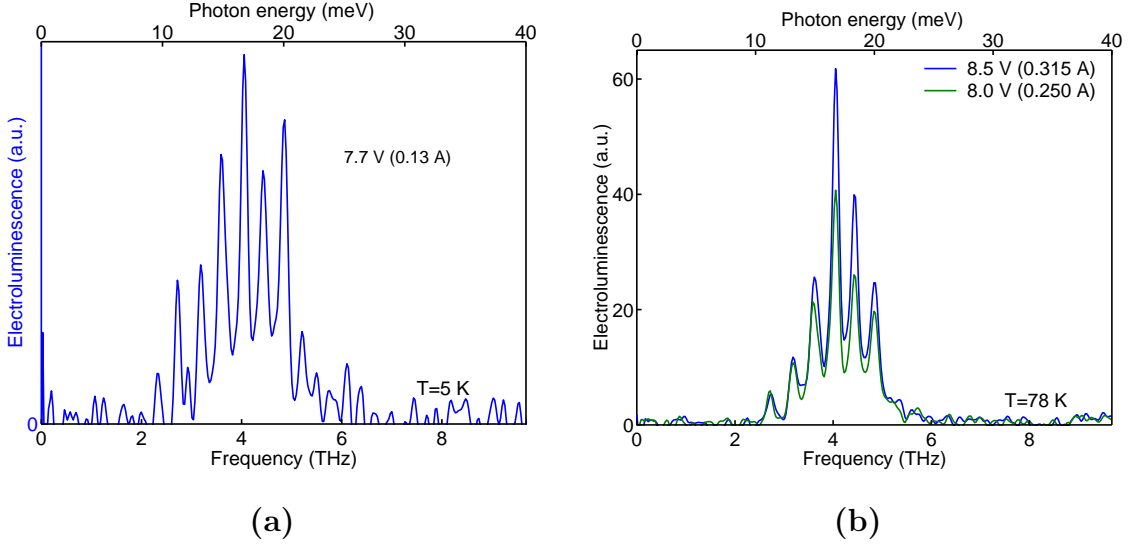 Photon energy (meV)
0 10 20 30 40
Electroluminescence (a.u.)
7.7 V (0.13 A)
T=5 K
0
0 2 4 6 8
Frequency (THz)
(a)
Photon energy (meV)
0 10 20 30 40
8.5 V (0.315 A)
8.0 V (0.250 A)
Electroluminescence (a.u.)
60
40
20
0
T=78 K
0 2 4 6 8
Frequency (THz)
(b)